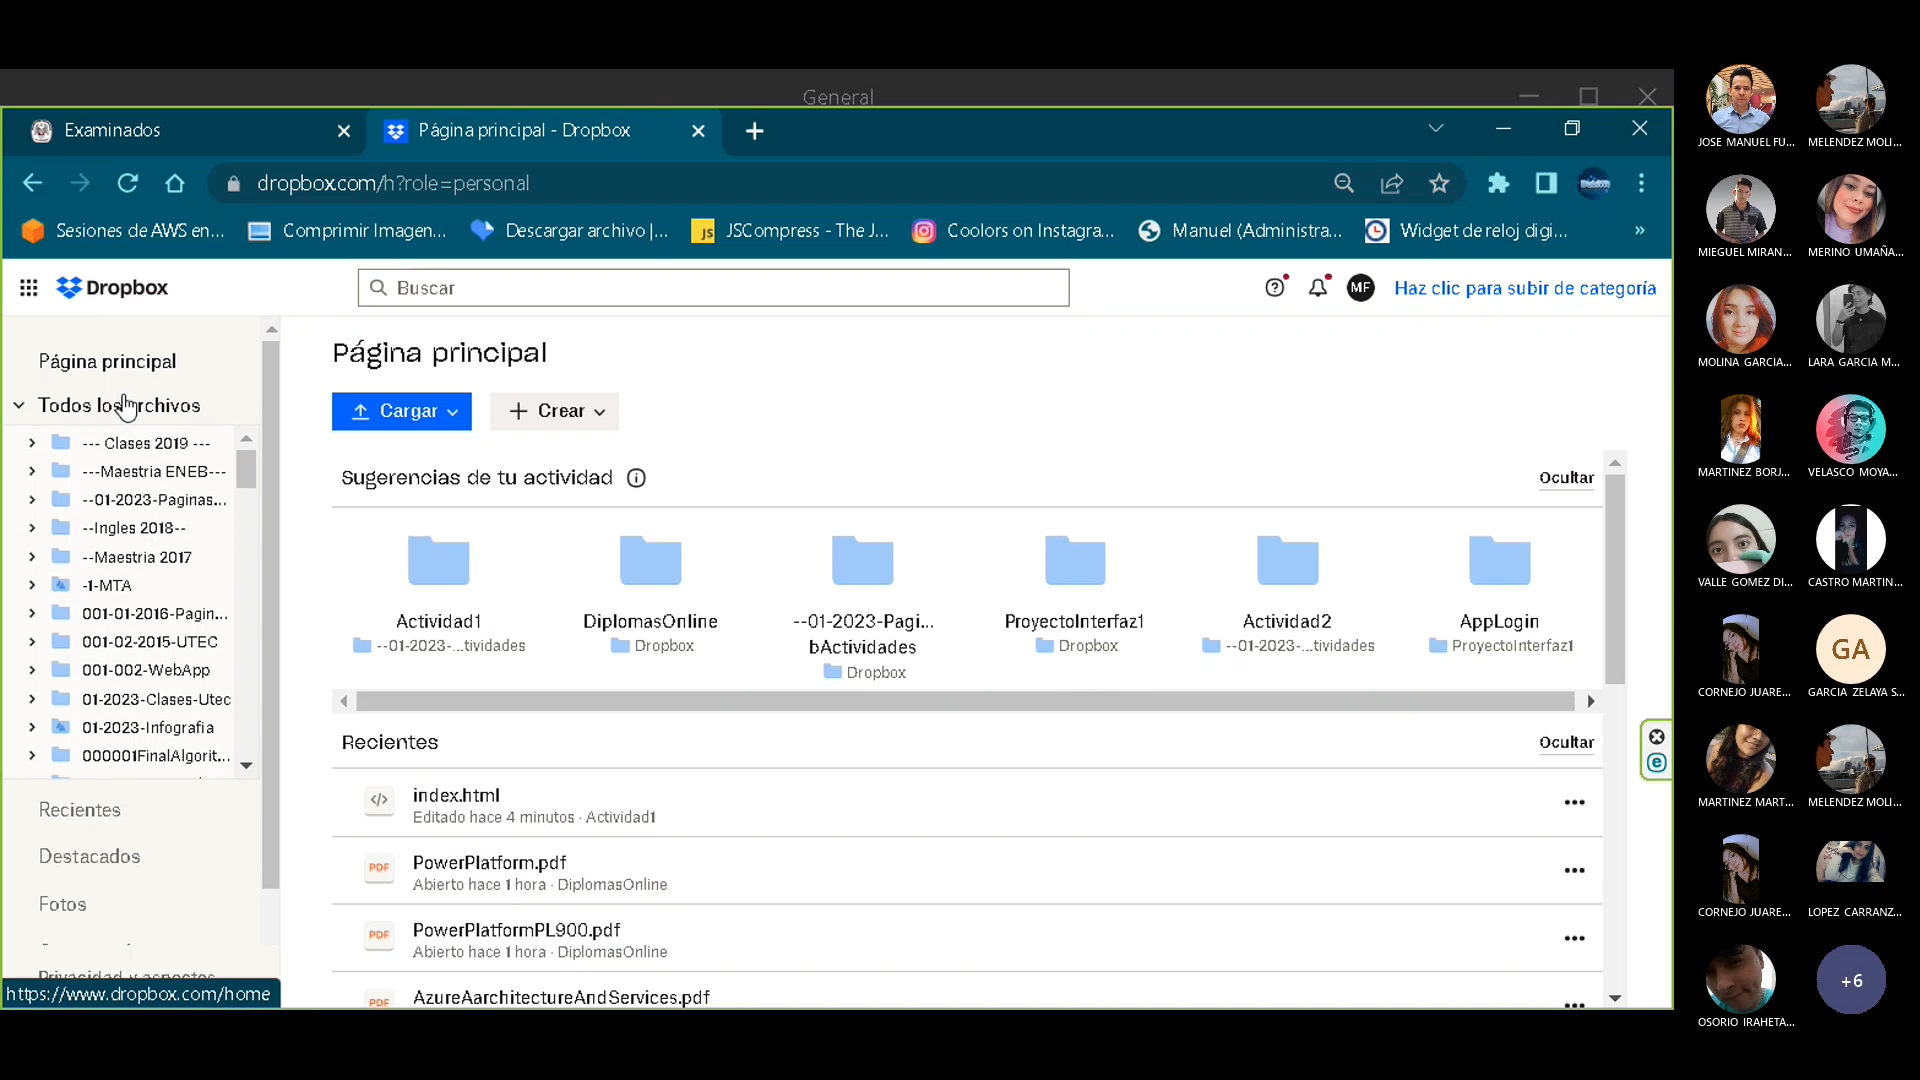 General
Examinados
Página principal - Dropbox
dropbox.com/h?role=personal
Sesiones de AWS en...
Comprimir Imagen...
Descargar archivo |...
JS
JSCompress - The J...
Coolors on Instagra...
Manuel (Administra...
Widget de reloj digi...
»
Dropbox
Buscar
MF
Haz clic para subir de categoría
Página principal
Todos los archivos
--- Clases 2019 ---
---Maestria ENEB---
--01-2023-Paginas...
--Ingles 2018--
--Maestria 2017
-1-MTA
001-01-2016-Pagin...
001-02-2015-UTEC
001-002-WebApp
01-2023-Clases-Utec
01-2023-Infografia
000001FinalAlgorit...
Recientes
Destacados
Fotos
Privacidad y aspectos
https://www.dropbox.com/home
Página principal
Cargar
Crear
Sugerencias de tu actividad
Ocultar
Actividad1
--01-2023-...tividades
DiplomasOnline
Dropbox
--01-2023-Pagi...
bActividades
Dropbox
ProyectoInterfaz1
Dropbox
Actividad2
--01-2023-...tividades
AppLogin
ProyectoInterfaz1
Recientes
Ocultar
index.html
Editado hace 4 minutos · Actividad1
PDF
PowerPlatform.pdf
Abierto hace 1 hora · DiplomasOnline
PDF
PowerPlatformPL900.pdf
Abierto hace 1 hora · DiplomasOnline
PDF
AzureAarchitectureAndServices.pdf
JOSE MANUEL FU...
MELENDEZ MOLI...
MIEGUEL MIRAN...
MERINO UMAÑA...
MOLINA GARCIA...
LARA GARCIA M...
MARTINEZ BORJ...
VELASCO MOYA...
VALLE GOMEZ DI...
CASTRO MARTIN...
CORNEJO JUARE...
GA
GARCIA ZELAYA S...
MARTINEZ MART...
MELENDEZ MOLI...
CORNEJO JUARE...
LOPEZ CARRANZ...
OSORIO IRAHETA...
+6